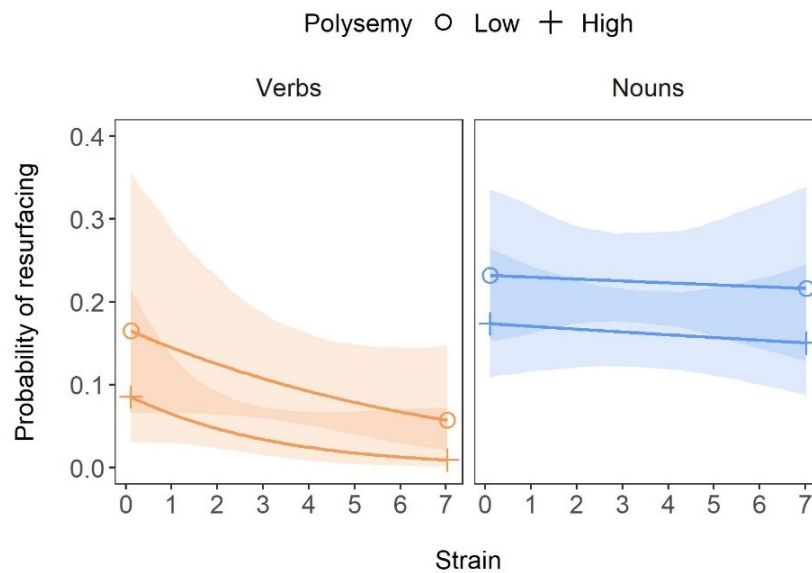 Polysemy Low High
Verbs Nouns
Probability of resurfacing
0.4
0.3
0.2
0.1
0.0
0 1 2 3 4 5 6 7 0 1 2 3 4 5 6 7
Strain